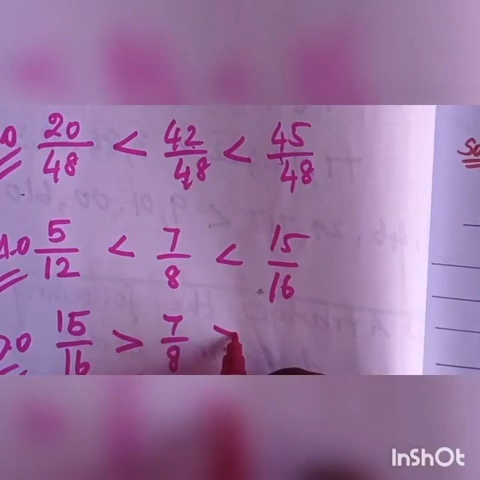 20/48 < 42/48 < 45/48
A.O 5/12 < 7/8 < 15/16
D.O 15/16 > 7/8 >
InShOt